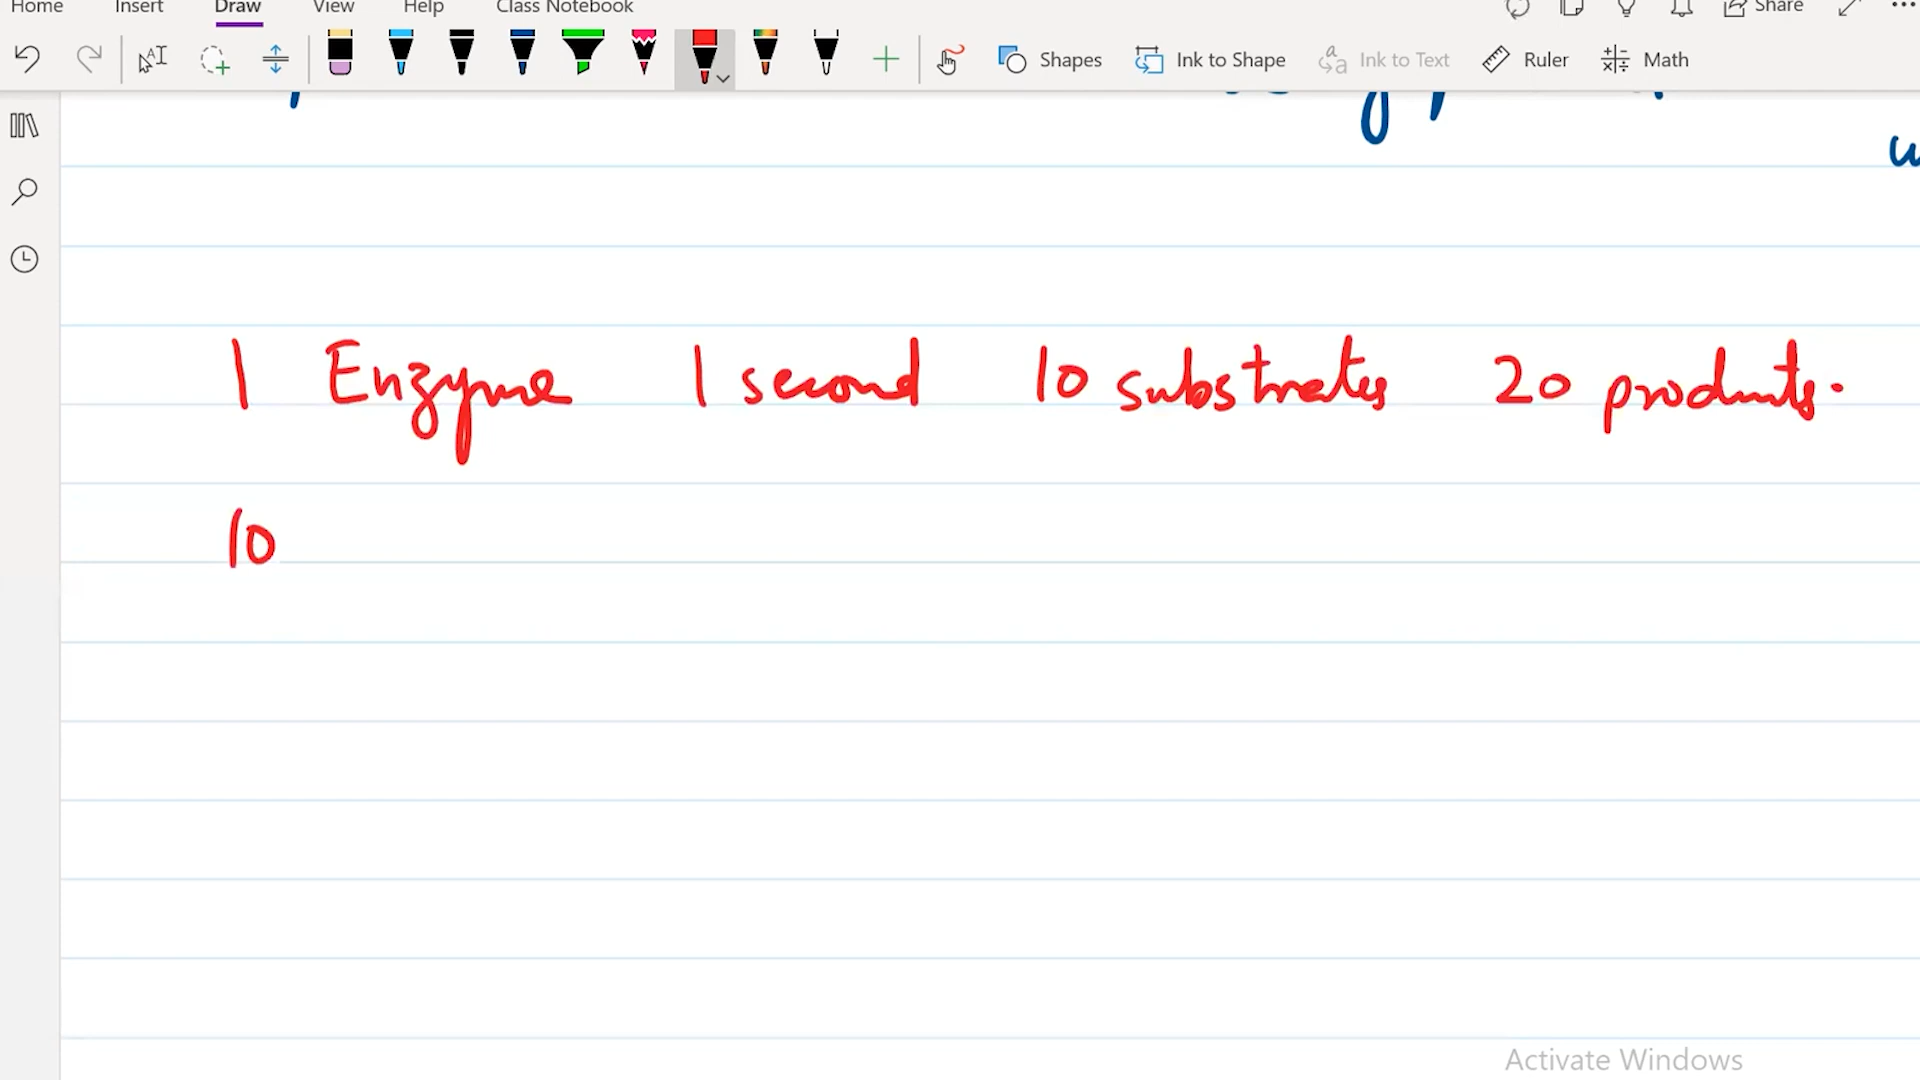 Home Insert Draw View Help Class Notebook Share
Shapes Ink to Shape Ink to Text Ruler Math
1 Enzyme 1 second 10 substrates 20 products.
10
Activate Windows